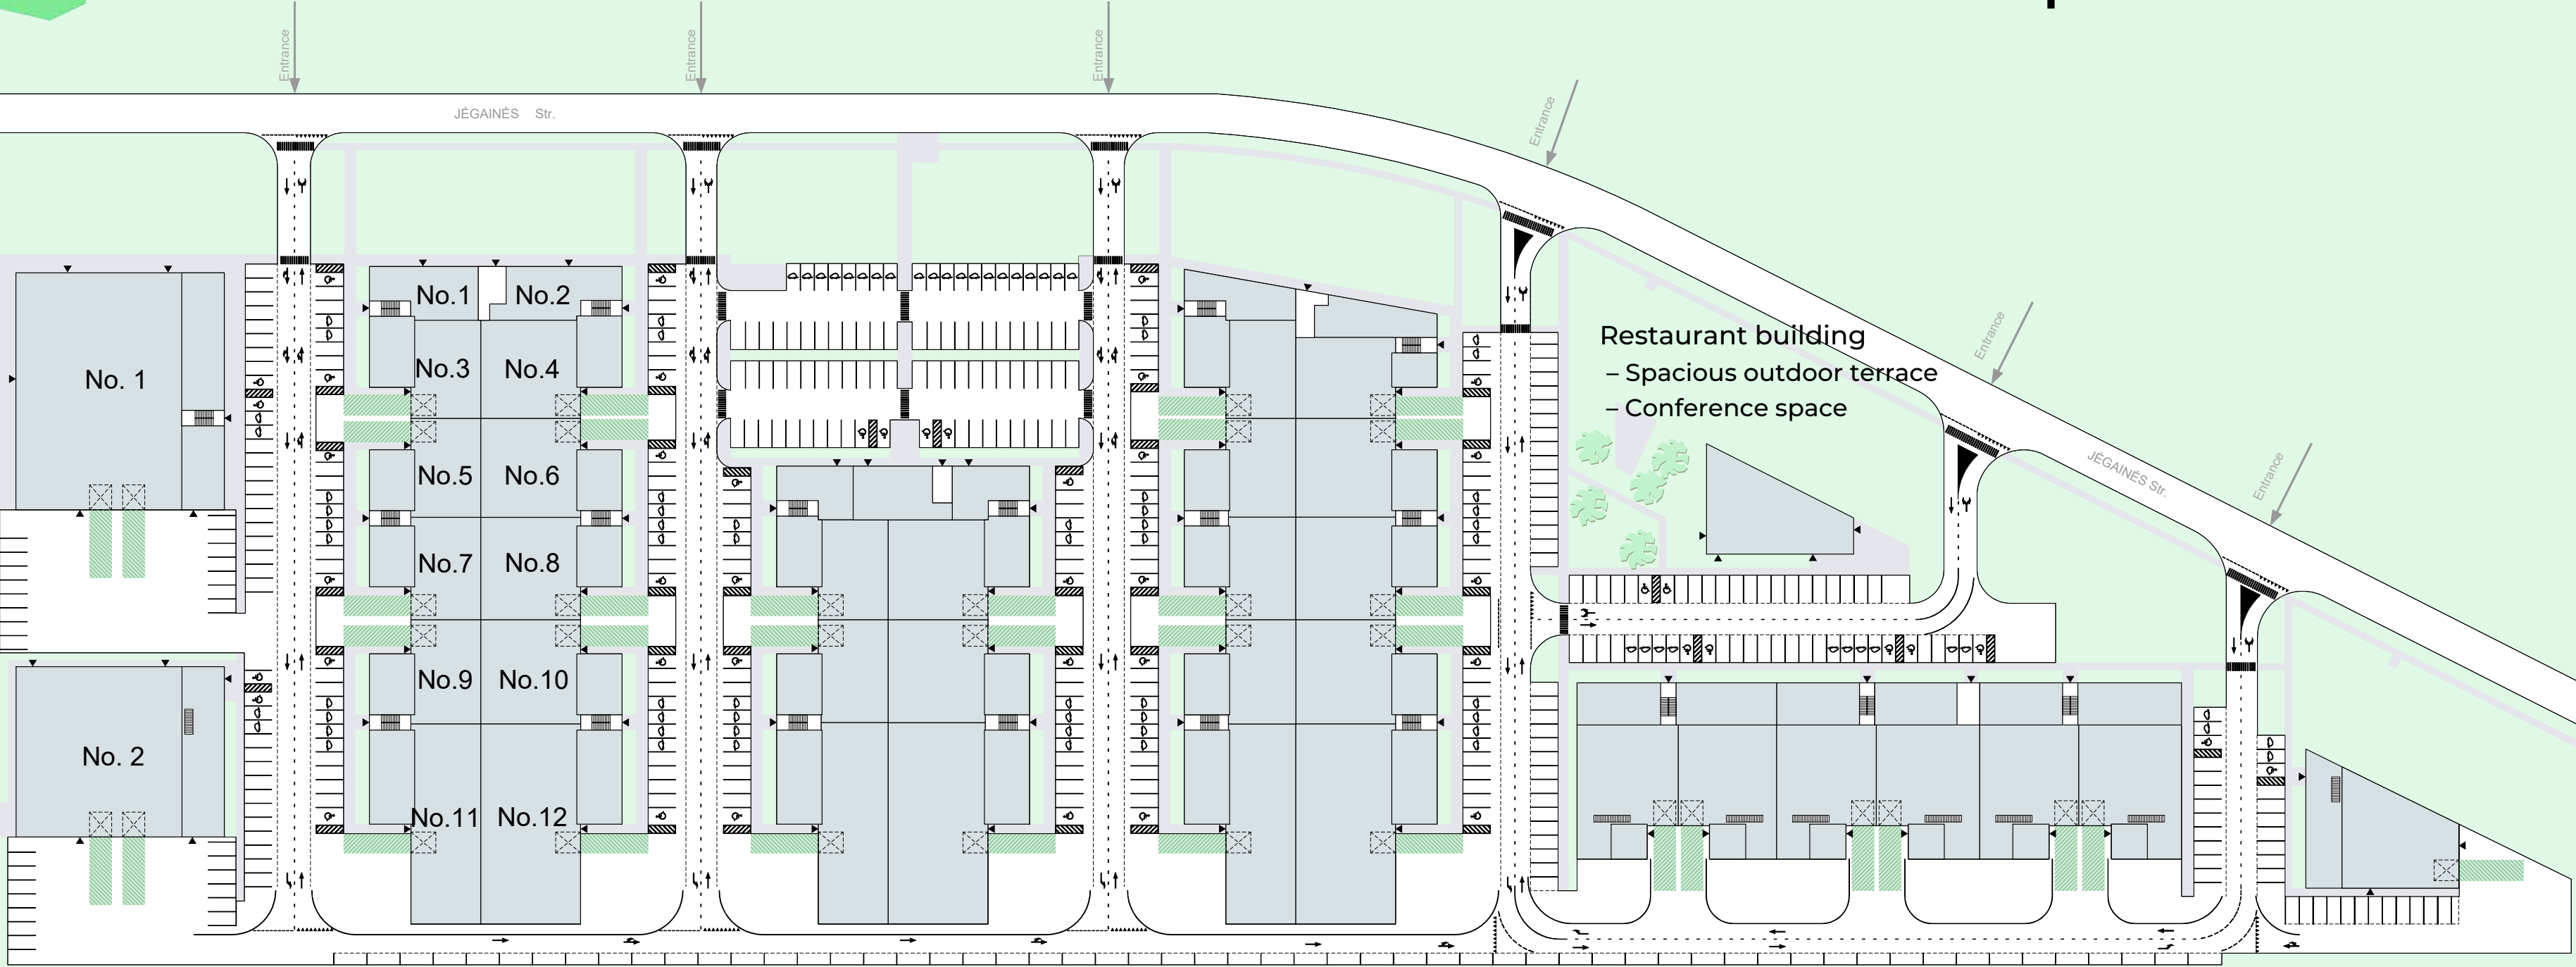 Entrance
Entrance
Entrance
Entrance
JĖGAINĖS Str.
No.1
No.2
Entrance
Restaurant building
– Spacious outdoor terrace
– Conference space
No. 1
No.3
No.4
JĖGAINĖS Str.
Entrance
No.5
No.6
No.7
No.8
No.9
No.10
No. 2
No.11
No.12